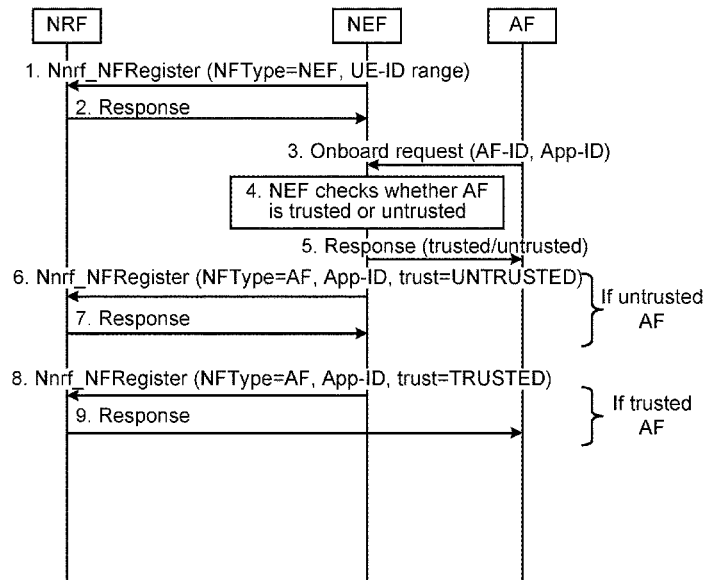 NRF NEF AF
1. Nnrf_NFRegister (NFType=NEF, UE-ID range)
2. Response
3. Onboard request (AF-ID, App-ID)
4. NEF checks whether AF
is trusted or untrusted
5. Response (trusted/untrusted)
6. Nnrf_NFRegister (NFType=AF, App-ID, trust=UNTRUSTED)
7. Response
If untrusted
AF
8. Nnrf_NFRegister (NFType=AF, App-ID, trust=TRUSTED)
9. Response
If trusted
AF